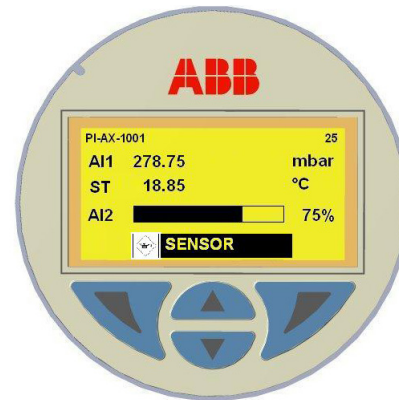 ABB
PI-AX-1001 25
AI1 278.75 mbar
ST 18.85 °C
AI2 75%
SENSOR